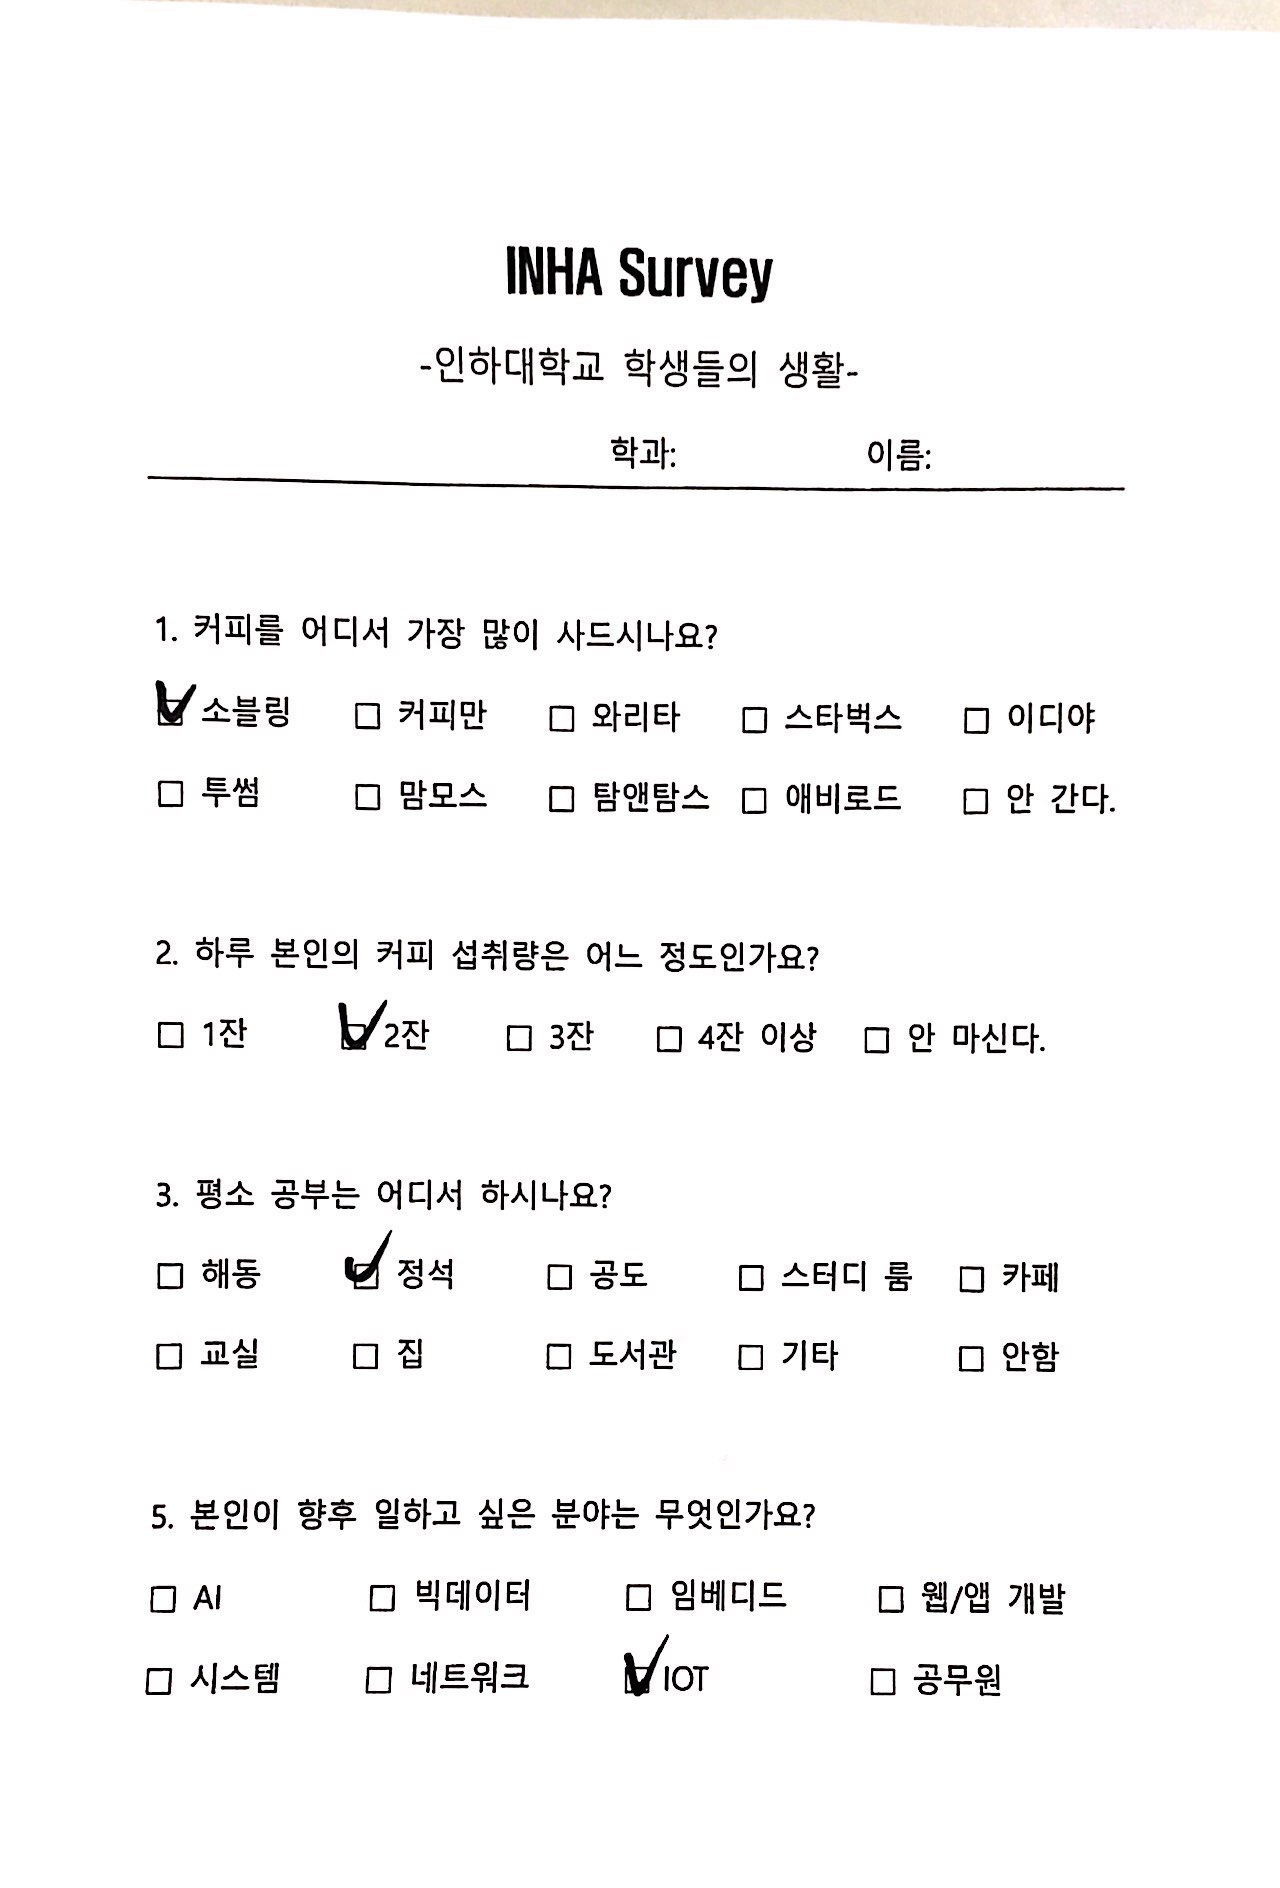 INHA Survey
-인하대학교 학생들의 생활-
학과: 이름:
1. 커피를 어디서 가장 많이 사드시나요?
☑ 소블링 □ 커피만 □ 와리타 □ 스타벅스 □ 이디야
□ 투썸 □ 맘모스 □ 탐앤탐스 □ 애비로드 □ 안 간다.
2. 하루 본인의 커피 섭취량은 어느 정도인가요?
□ 1잔 ☑ 2잔 □ 3잔 □ 4잔 이상 □ 안 마신다.
3. 평소 공부는 어디서 하시나요?
□ 해동 ☑ 정석 □ 공도 □ 스터디 룸 □ 카페
□ 교실 □ 집 □ 도서관 □ 기타 □ 안함
5. 본인이 향후 일하고 싶은 분야는 무엇인가요?
□ AI □ 빅데이터 □ 임베디드 □ 웹/앱 개발
□ 시스템 □ 네트워크 ☑ IOT □ 공무원